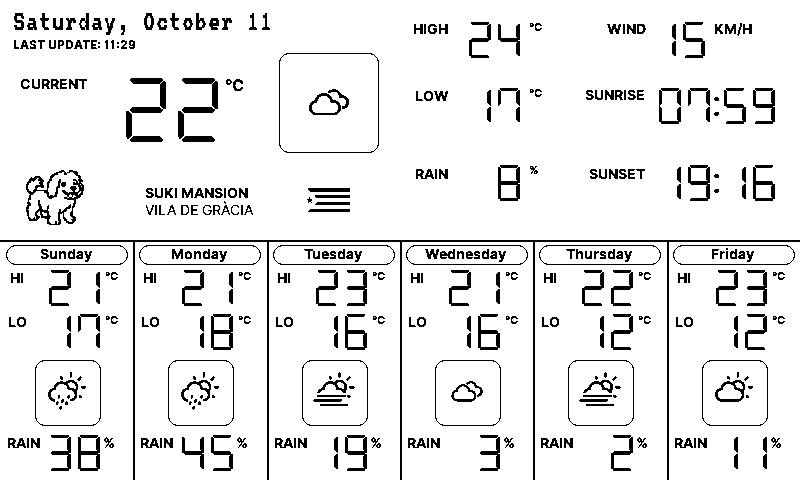 Saturday, October 11
LAST UPDATE: 11:29
CURRENT 22 °C
HIGH 24 °C
WIND 15 KM/H
LOW 17 °C
SUNRISE 07:59
RAIN 8 %
SUNSET 19:16
SUKI MANSION
VILA DE GRÀCIA
Sunday
HI 21 °C
LO 17 °C
RAIN 38 %
Monday
HI 21 °C
LO 18 °C
RAIN 45 %
Tuesday
HI 23 °C
LO 16 °C
RAIN 19 %
Wednesday
HI 21 °C
LO 16 °C
RAIN 3 %
Thursday
HI 22 °C
LO 12 °C
RAIN 2 %
Friday
HI 23 °C
LO 12 °C
RAIN 11 %